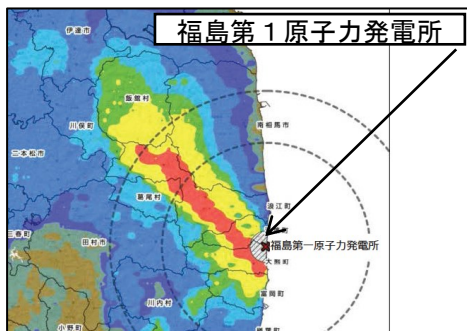 福島第１原子力発電所
伊達市
飯舘村
川俣町
南相馬市
二本松市
浪江町
葛尾村
福島第一原子力発電所
三春町
田村市
大熊町
富岡町
川内村
小野町